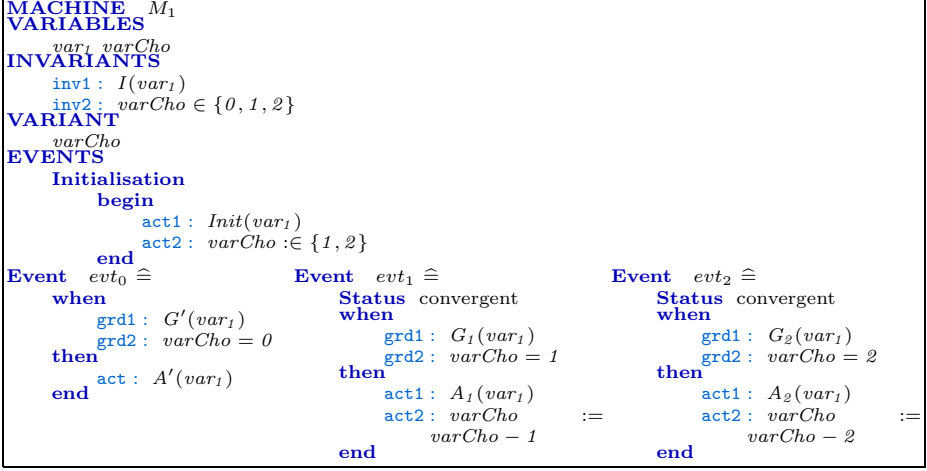 MACHINE M₁
VARIABLES
var₁ varCho
INVARIANTS
inv1 : I(var₁)
inv2 : varCho ∈ {0, 1, 2}
VARIANT
varCho
EVENTS
Initialisation
begin
act1 : Init(var₁)
act2 : varCho :∈ {1, 2}
end
Event evt₀ ≙
when
grd1 : G′(var₁)
grd2 : varCho = 0
then
act : A′(var₁)
end
Event evt₁ ≙
Status convergent
when
grd1 : G₁(var₁)
grd2 : varCho = 1
then
act1 : A₁(var₁)
act2 : varCho :=
varCho − 1
end
Event evt₂ ≙
Status convergent
when
grd1 : G₂(var₁)
grd2 : varCho = 2
then
act1 : A₂(var₁)
act2 : varCho :=
varCho − 2
end